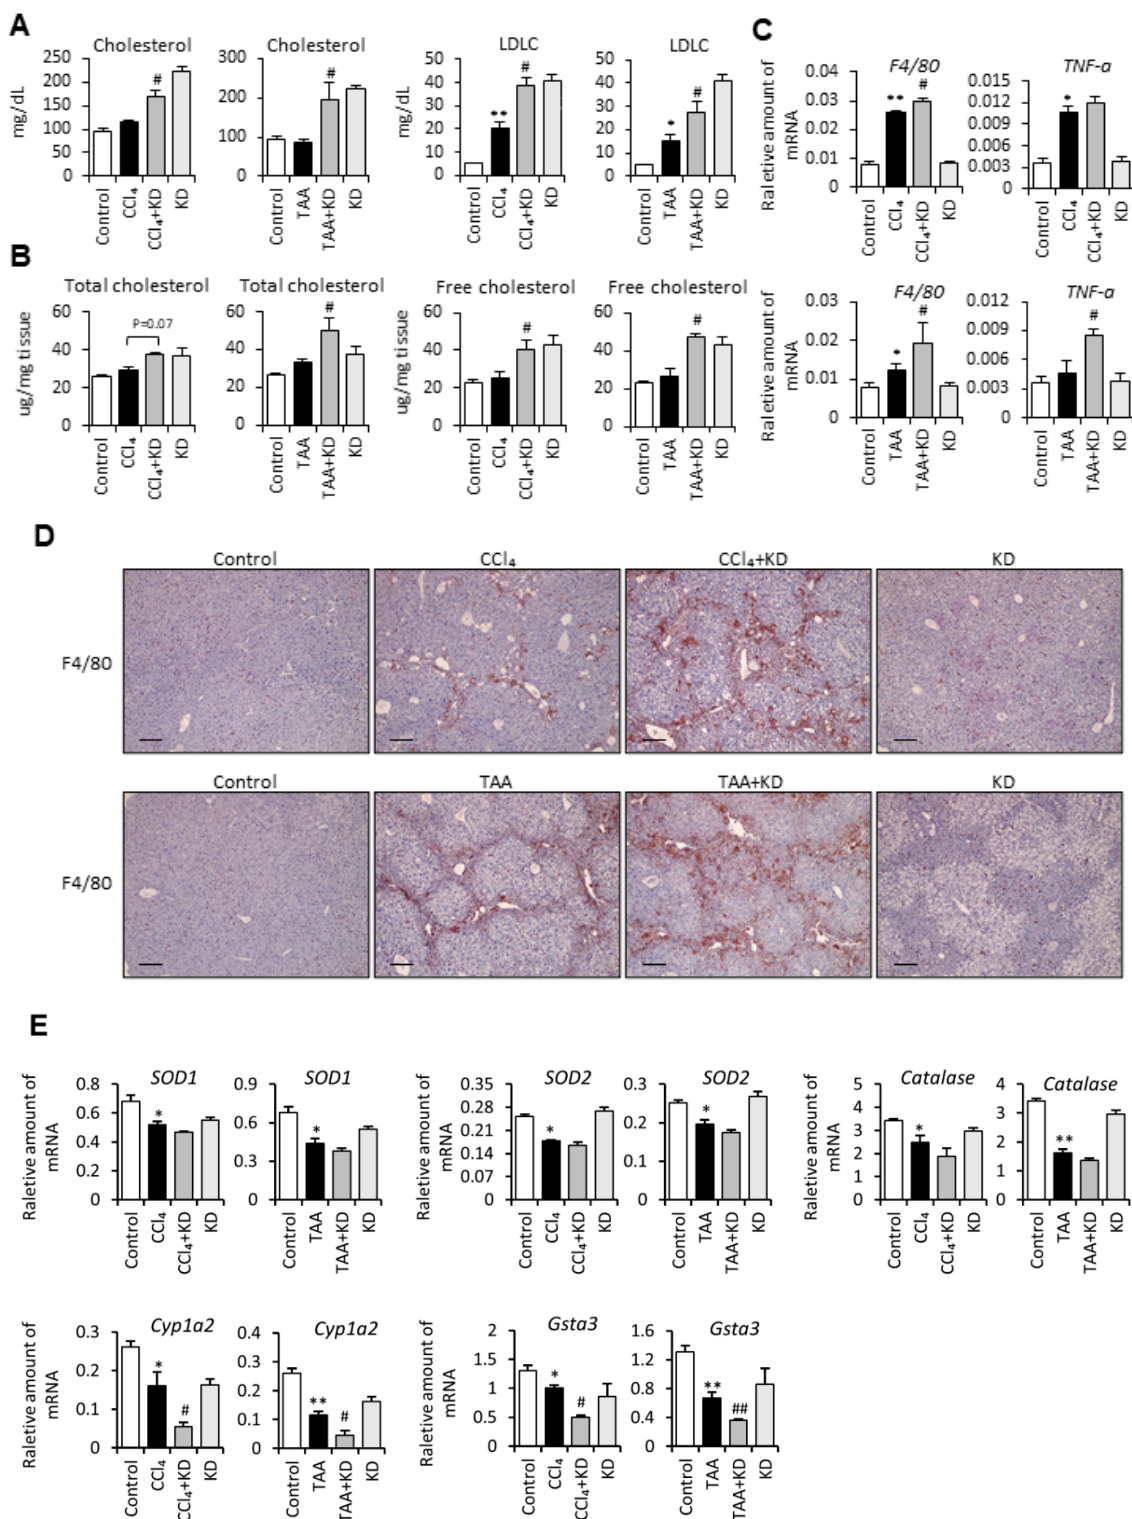 A
Cholesterol
mg/dL
250
200
150
100
50
0
Control
CCl₄
CCl₄+KD
KD
#
Cholesterol
300
200
100
0
Control
TAA
TAA+KD
KD
#
LDLC
mg/dL
50
40
30
20
10
0
Control
CCl₄
CCl₄+KD
KD
**
#
LDLC
50
40
30
20
10
0
Control
TAA
TAA+KD
KD
*
#
B
Total cholesterol
ug/mg tissue
60
40
20
0
P=0.07
Control
CCl₄
CCl₄+KD
KD
Total cholesterol
60
40
20
0
#
Control
TAA
TAA+KD
KD
Free cholesterol
ug/mg tissue
60
40
20
0
#
Control
CCl₄
CCl₄+KD
KD
Free cholesterol
60
40
20
0
#
Control
TAA
TAA+KD
KD
C
F4/80
Raletive amount of
mRNA
0.04
0.03
0.02
0.01
0
**
#
Control
CCl₄
CCl₄+KD
KD
TNF-a
0.015
0.012
0.009
0.006
0.003
0
*
Control
CCl₄
CCl₄+KD
KD
F4/80
Raletive amount of
mRNA
0.03
0.02
0.01
0
*
#
Control
TAA
TAA+KD
KD
TNF-a
0.012
0.009
0.006
0.003
0
#
Control
TAA
TAA+KD
KD
D
Control
CCl₄
CCl₄+KD
KD
F4/80
Control
TAA
TAA+KD
KD
F4/80
E
SOD1
Raletive amount of
mRNA
0.8
0.6
0.4
0.2
0
*
Control
CCl₄
CCl₄+KD
KD
SOD1
0.9
0.6
0.3
0
*
Control
TAA
TAA+KD
KD
SOD2
Raletive amount of
mRNA
0.35
0.28
0.21
0.14
0.07
0
*
Control
CCl₄
CCl₄+KD
KD
SOD2
0.3
0.2
0.1
0
*
Control
TAA
TAA+KD
KD
Catalase
Raletive amount of
mRNA
5
4
3
2
1
0
*
Control
CCl₄
CCl₄+KD
KD
Catalase
4
3
2
1
0
**
Control
TAA
TAA+KD
KD
Cyp1a2
Raletive amount of
mRNA
0.3
0.2
0.1
0
*
#
Control
CCl₄
CCl₄+KD
KD
Cyp1a2
0.4
0.3
0.2
0.1
0
**
#
Control
TAA
TAA+KD
KD
Gsta3
Raletive amount of
mRNA
2
1.5
1
0.5
0
*
#
Control
CCl₄
CCl₄+KD
KD
Gsta3
1.6
1.2
0.8
0.4
0
**
##
Control
TAA
TAA+KD
KD